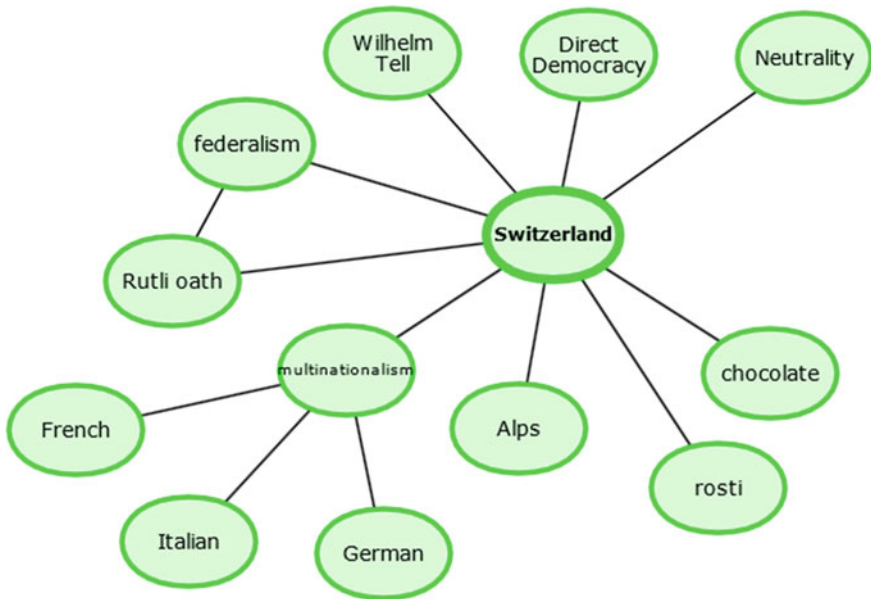 Wilhelm
Tell
Direct
Democracy
Neutrality
federalism
Switzerland
Rutli oath
multinationalism
chocolate
French
Alps
rosti
Italian
German